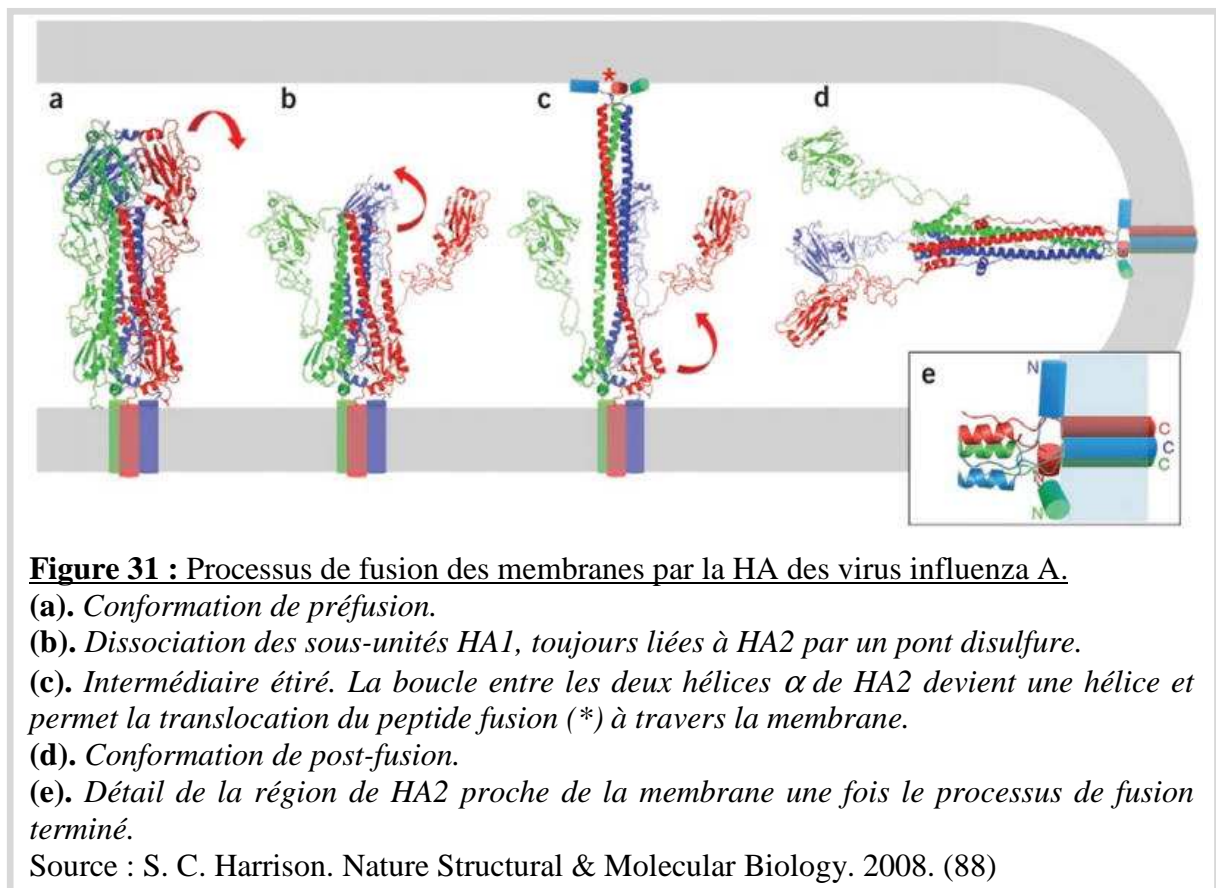 a
b
c
*
d
e
N
N
C
C
C
Figure 31 : Processus de fusion des membranes par la HA des virus influenza A.
(a). Conformation de préfusion.
(b). Dissociation des sous-unités HA1, toujours liées à HA2 par un pont disulfure.
(c). Intermédiaire étiré. La boucle entre les deux hélices α de HA2 devient une hélice et
permet la translocation du peptide fusion (*) à travers la membrane.
(d). Conformation de post-fusion.
(e). Détail de la région de HA2 proche de la membrane une fois le processus de fusion
terminé.
Source : S. C. Harrison. Nature Structural & Molecular Biology. 2008. (88)